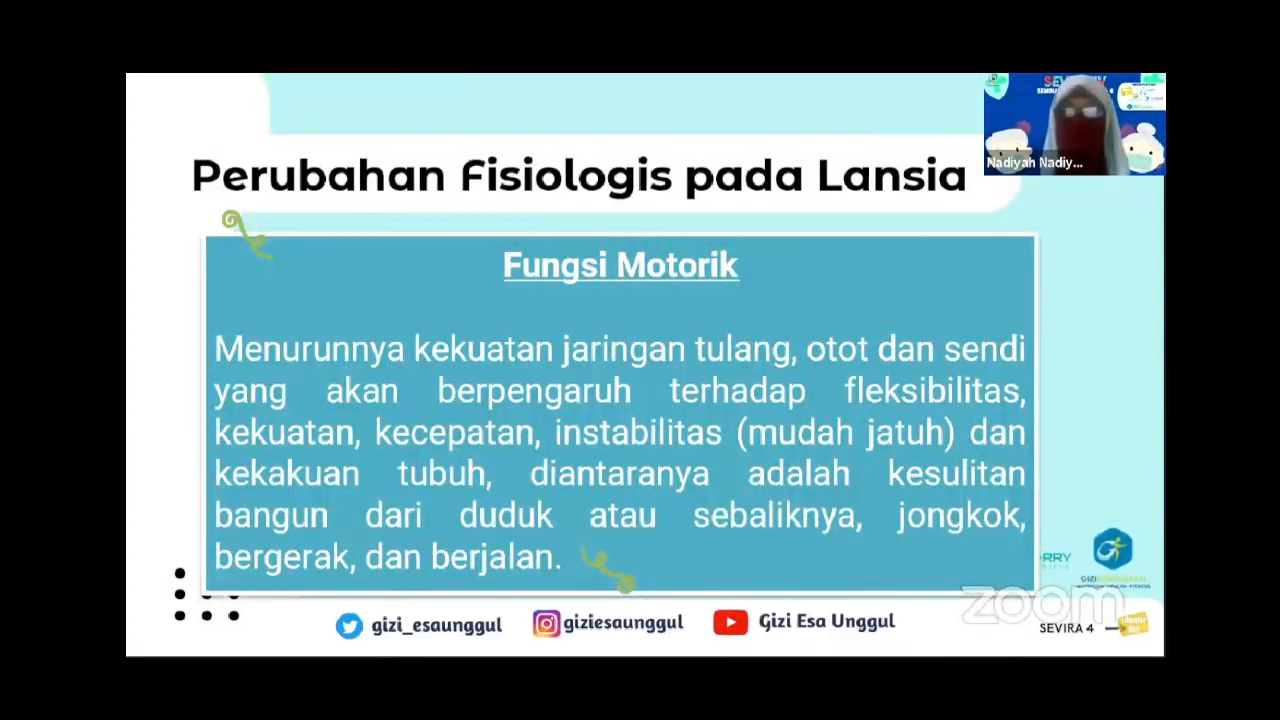 Perubahan Fisiologis pada Lansia
Nadiyah Nadiy...
Fungsi Motorik
Menurunnya kekuatan jaringan tulang, otot dan sendi
yang akan berpengaruh terhadap fleksibilitas,
kekuatan, kecepatan, instabilitas (mudah jatuh) dan
kekakuan tubuh, diantaranya adalah kesulitan
bangun dari duduk atau sebaliknya, jongkok,
bergerak, dan berjalan.
zoom
gizi_esaunggul
giziesaunggul
Gizi Esa Unggul
SEVIRA 4